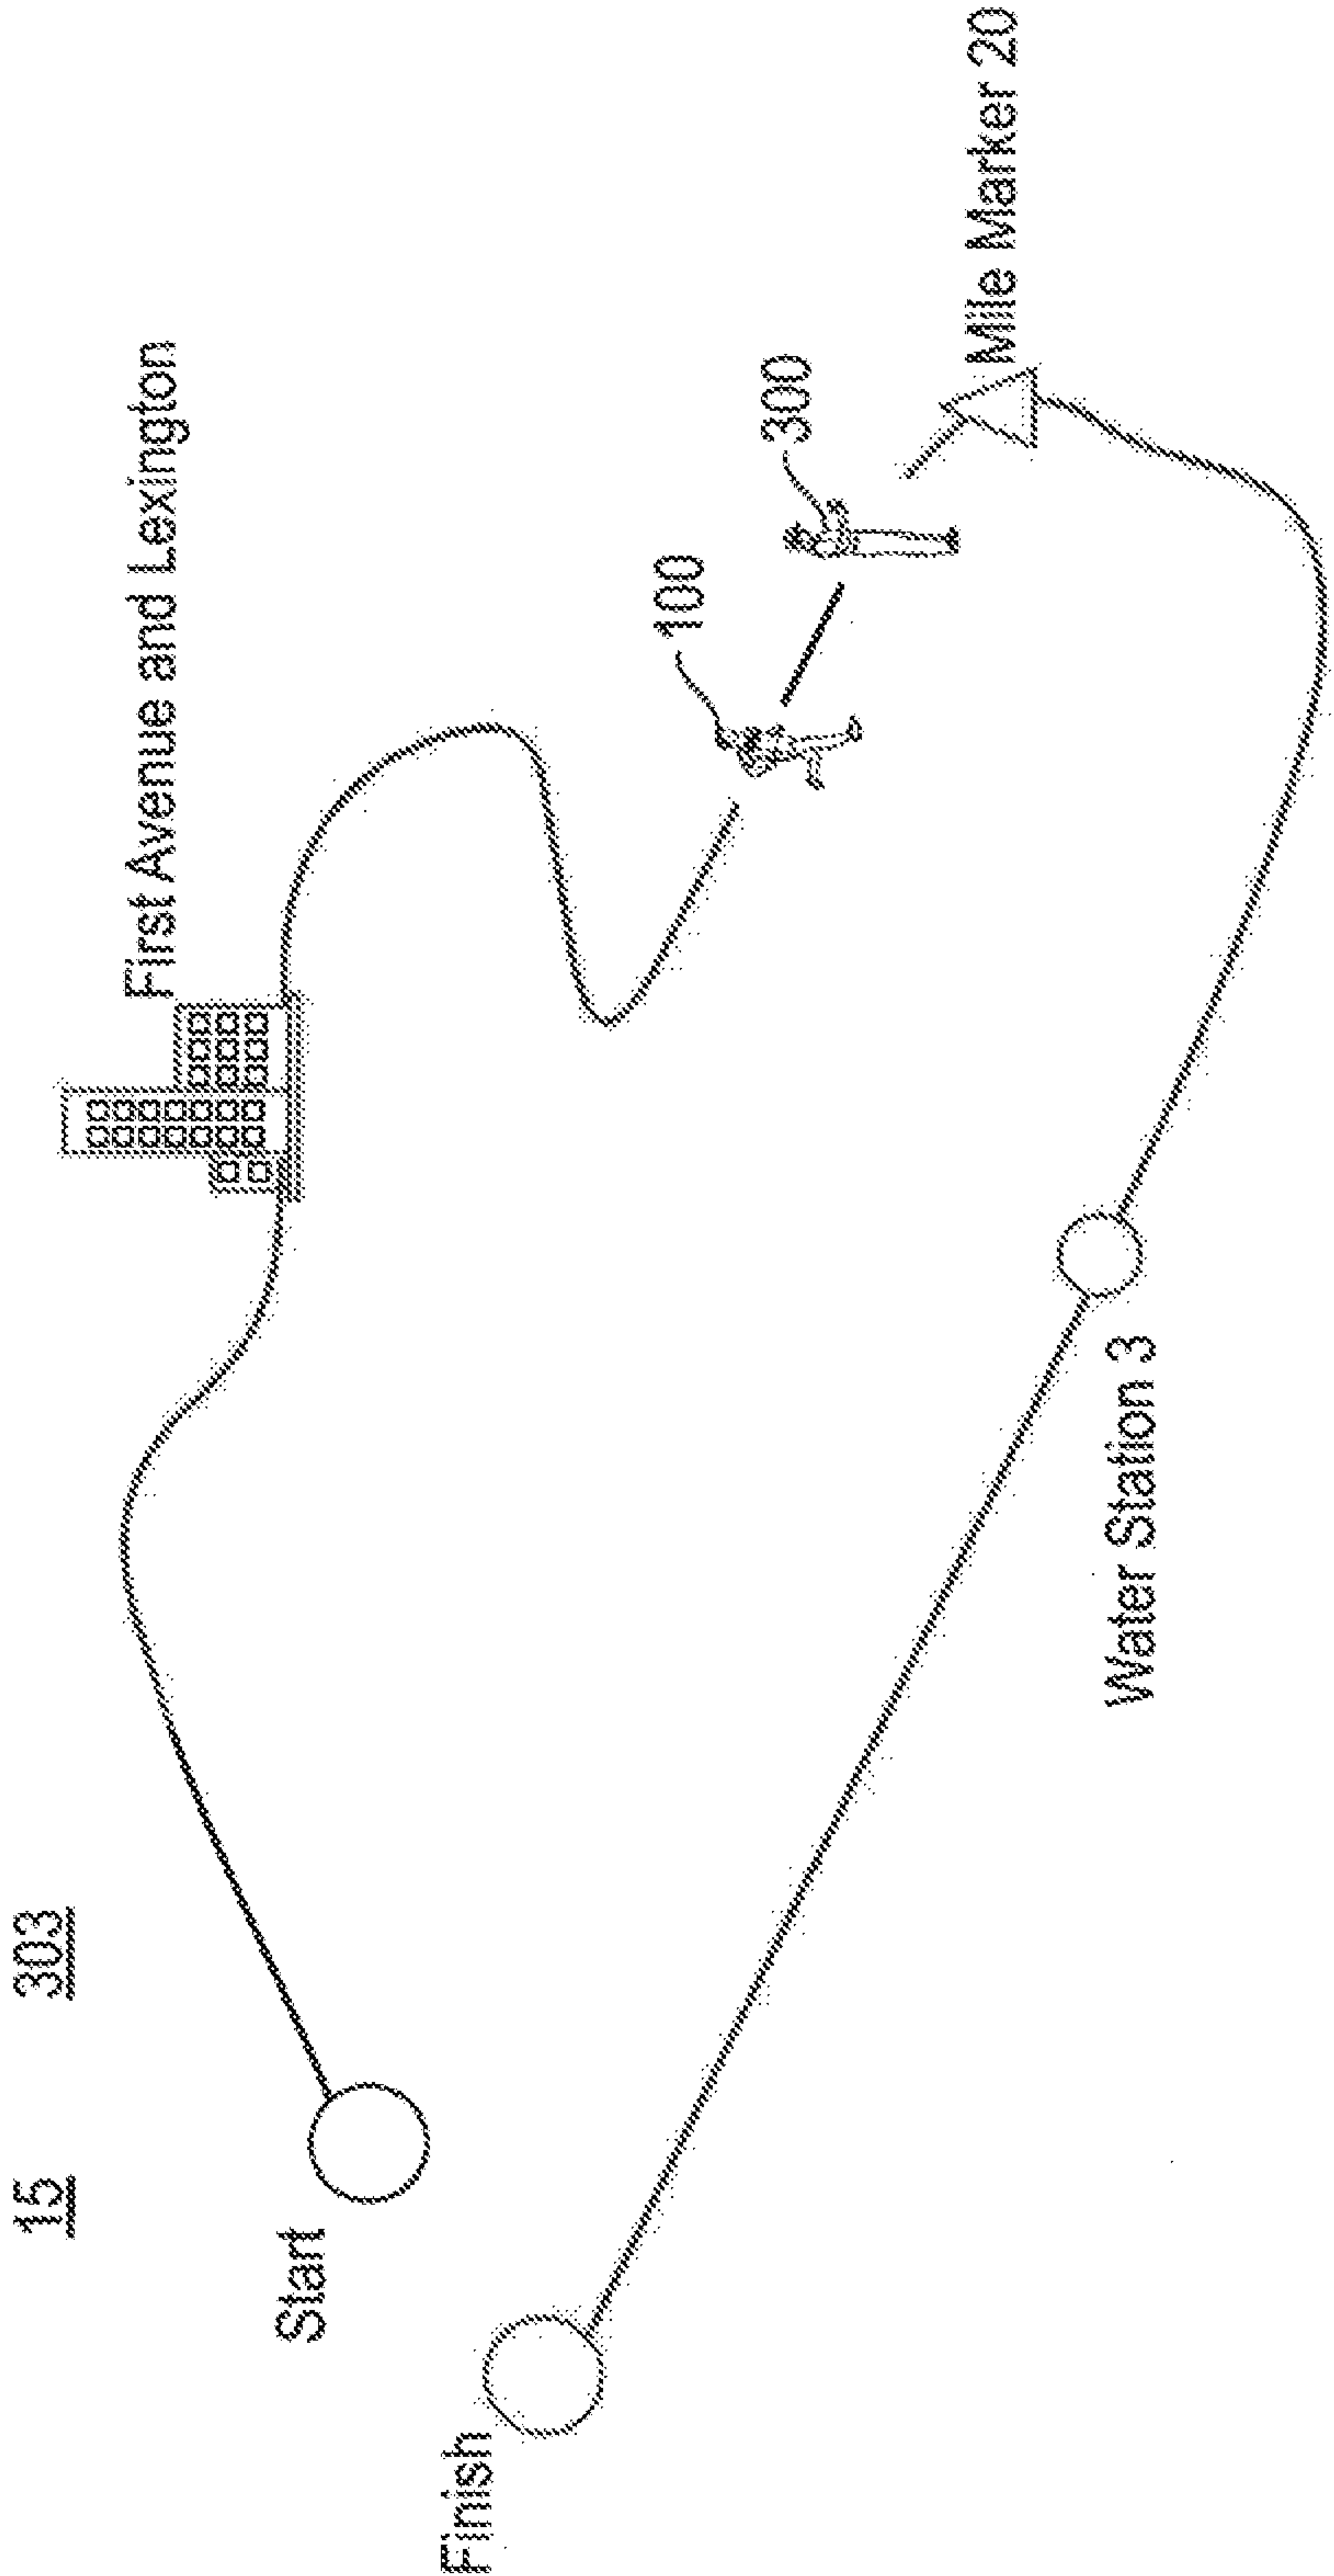 15 303
First Avenue and Lexington
Start
100
300
Finish
Mile Marker 20
Water Station 3